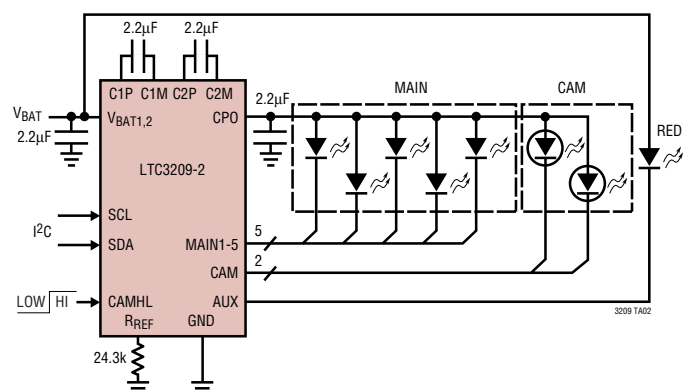 2.2µF 2.2µF
C1P C1M C2P C2M
VBAT
VBAT1,2
CPO
2.2µF
2.2µF
MAIN
CAM
RED
LTC3209-2
I2C
SCL
SDA
MAIN1-5
5
CAM
2
LOW HI
CAMHL
AUX
RREF
GND
24.3k
3209 TA02